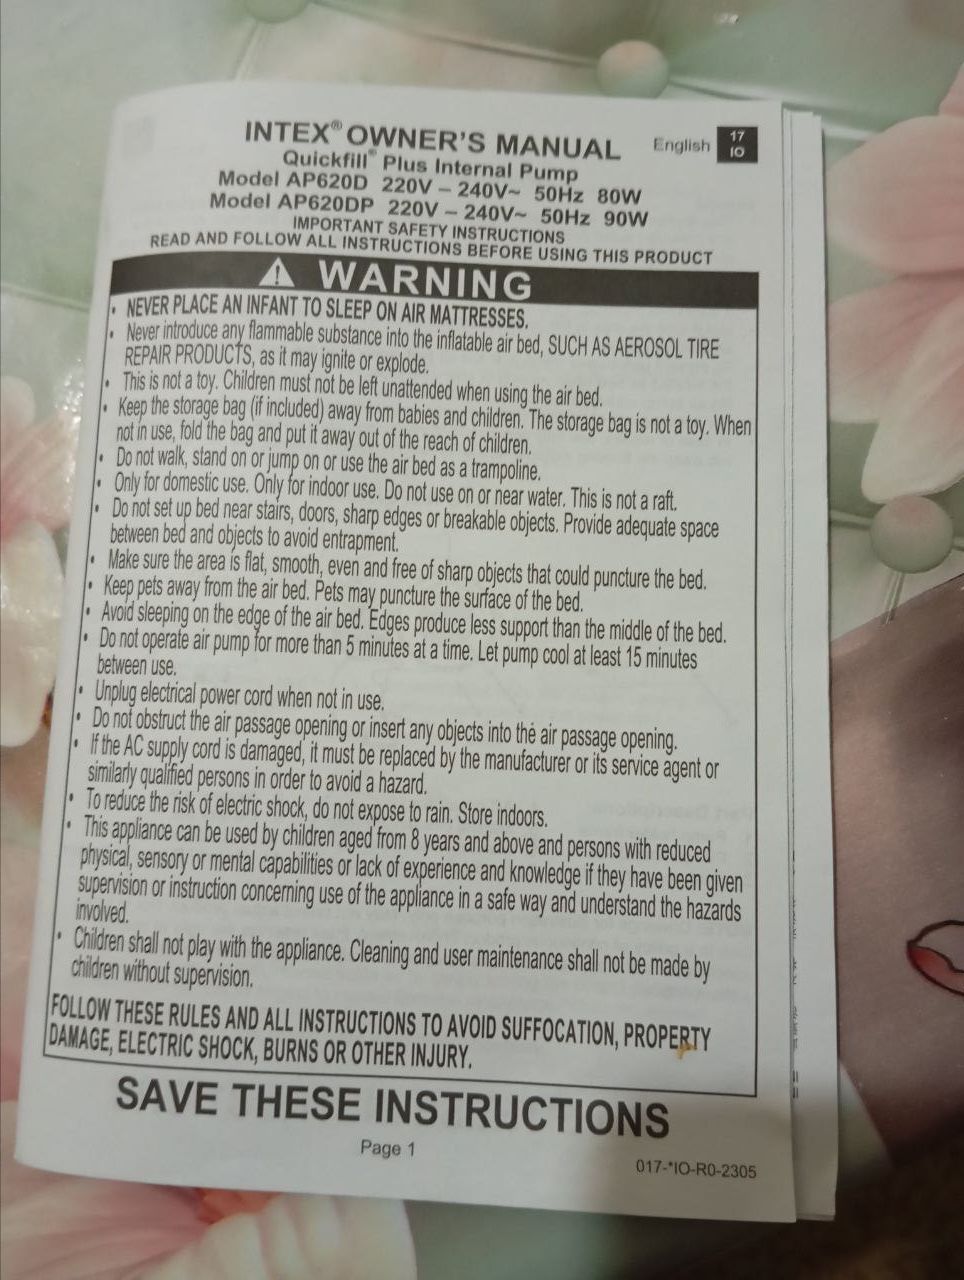 INTEX® OWNER'S MANUAL
English
17
IO
Quickfill® Plus Internal Pump
Model AP620D 220V – 240V~ 50Hz 80W
Model AP620DP 220V – 240V~ 50Hz 90W
IMPORTANT SAFETY INSTRUCTIONS
READ AND FOLLOW ALL INSTRUCTIONS BEFORE USING THIS PRODUCT
WARNING
• NEVER PLACE AN INFANT TO SLEEP ON AIR MATTRESSES.
• Never introduce any flammable substance into the inflatable air bed, SUCH AS AEROSOL TIRE
REPAIR PRODUCTS, as it may ignite or explode.
• This is not a toy. Children must not be left unattended when using the air bed.
• Keep the storage bag (if included) away from babies and children. The storage bag is not a toy. When
not in use, fold the bag and put it away out of the reach of children.
• Do not walk, stand on or jump on or use the air bed as a trampoline.
• Only for domestic use. Only for indoor use. Do not use on or near water. This is not a raft.
• Do not set up bed near stairs, doors, sharp edges or breakable objects. Provide adequate space
between bed and objects to avoid entrapment.
• Make sure the area is flat, smooth, even and free of sharp objects that could puncture the bed.
• Keep pets away from the air bed. Pets may puncture the surface of the bed.
• Avoid sleeping on the edge of the air bed. Edges produce less support than the middle of the bed.
• Do not operate air pump for more than 5 minutes at a time. Let pump cool at least 15 minutes
between use.
• Unplug electrical power cord when not in use.
• Do not obstruct the air passage opening or insert any objects into the air passage opening.
• If the AC supply cord is damaged, it must be replaced by the manufacturer or its service agent or
similarly qualified persons in order to avoid a hazard.
• To reduce the risk of electric shock, do not expose to rain. Store indoors.
• This appliance can be used by children aged from 8 years and above and persons with reduced
physical, sensory or mental capabilities or lack of experience and knowledge if they have been given
supervision or instruction concerning use of the appliance in a safe way and understand the hazards
involved.
• Children shall not play with the appliance. Cleaning and user maintenance shall not be made by
children without supervision.
FOLLOW THESE RULES AND ALL INSTRUCTIONS TO AVOID SUFFOCATION, PROPERTY
DAMAGE, ELECTRIC SHOCK, BURNS OR OTHER INJURY.
SAVE THESE INSTRUCTIONS
Page 1
017-*IO-R0-2305